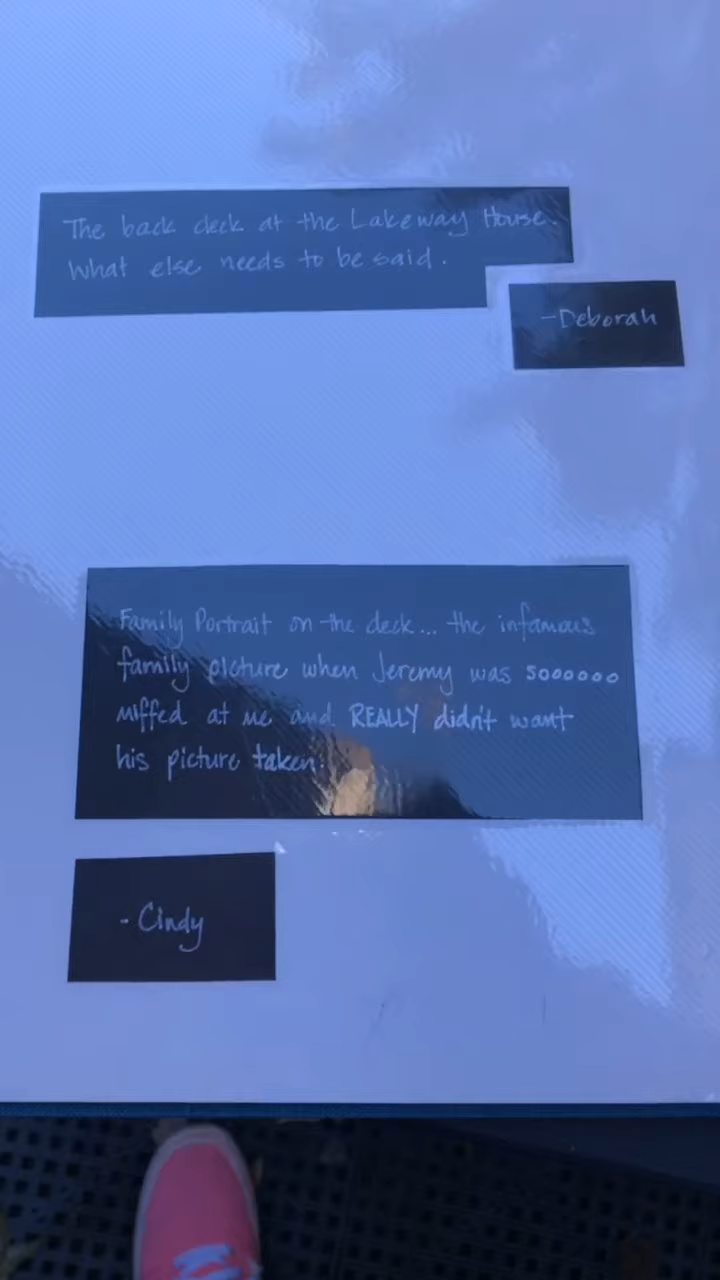 The back deck at the Lakeway House.
What else needs to be said.
-Deborah
Family Portrait on the deck... the infamous
family picture when Jeremy was soooooo
miffed at me and REALLY didn't want
his picture taken.
- Cindy